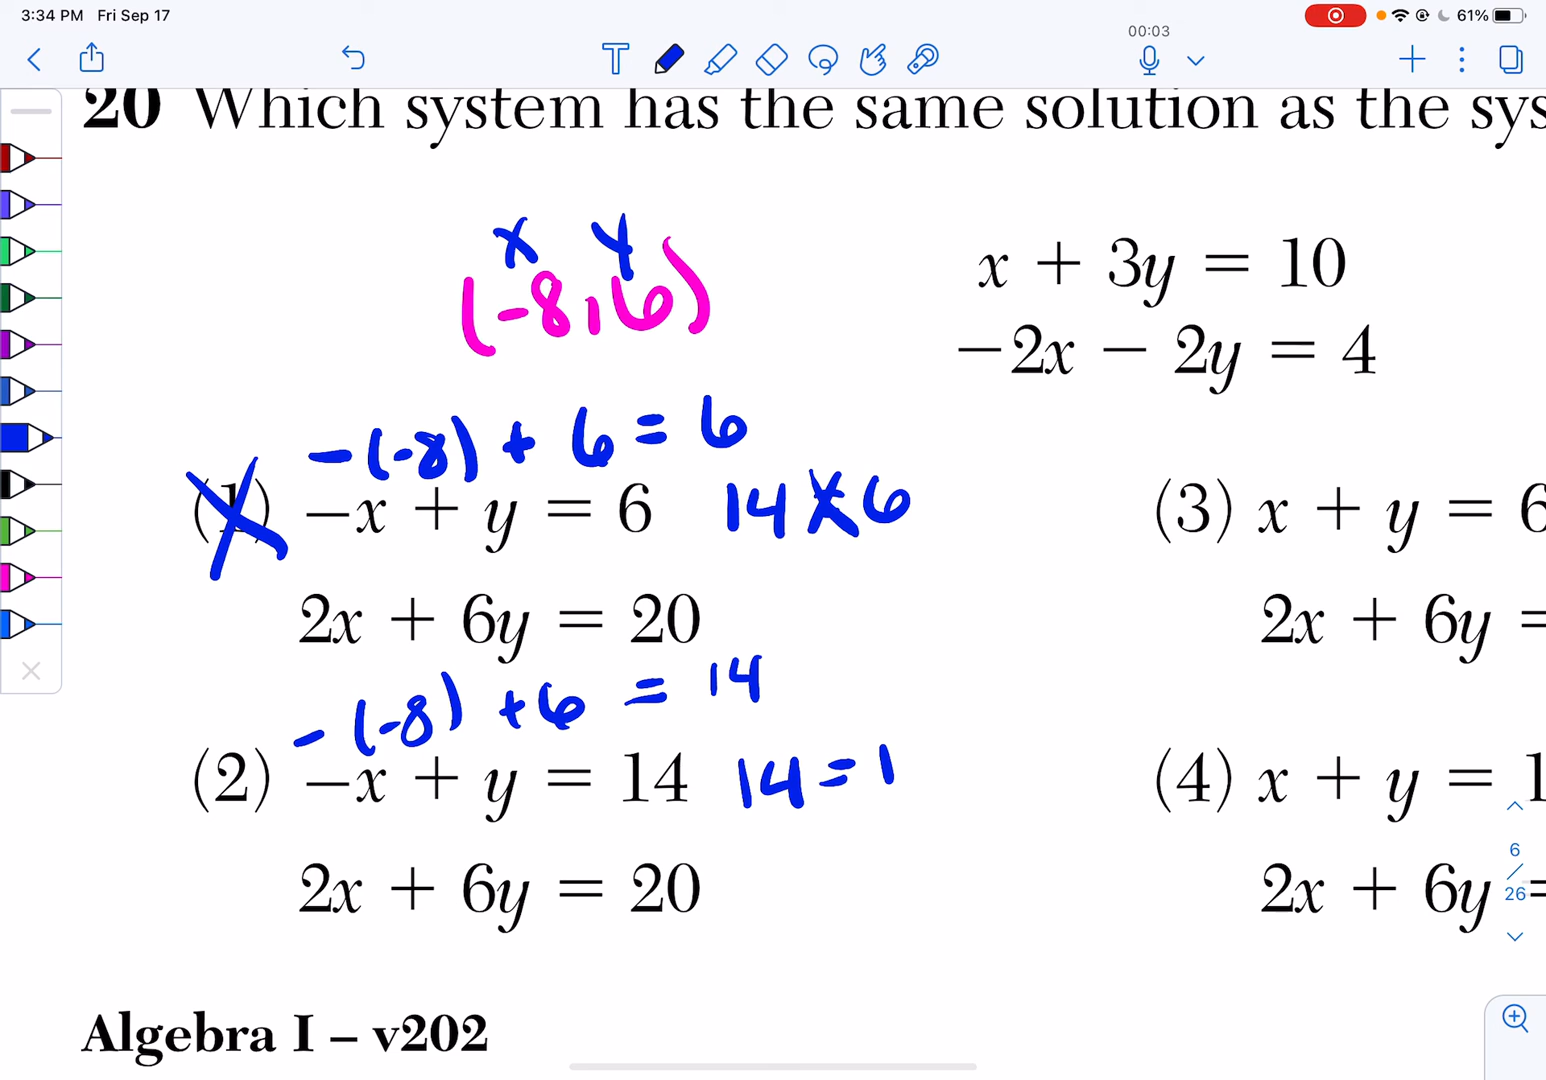 3:34 PM Fri Sep 17
61%
00:03
20 Which system has the same solution as the sys
x y
(-8,6)
x + 3y = 10
−2x − 2y = 4
-(-8) + 6 = 6
(1) −x + y = 6
14 ≠ 6
2x + 6y = 20
-(-8) + 6 = 14
(2) −x + y = 14
14 = 1
2x + 6y = 20
(3) x + y = 6
2x + 6y =
(4) x + y = 1
2x + 6y =
6
/
26
Algebra I – v202